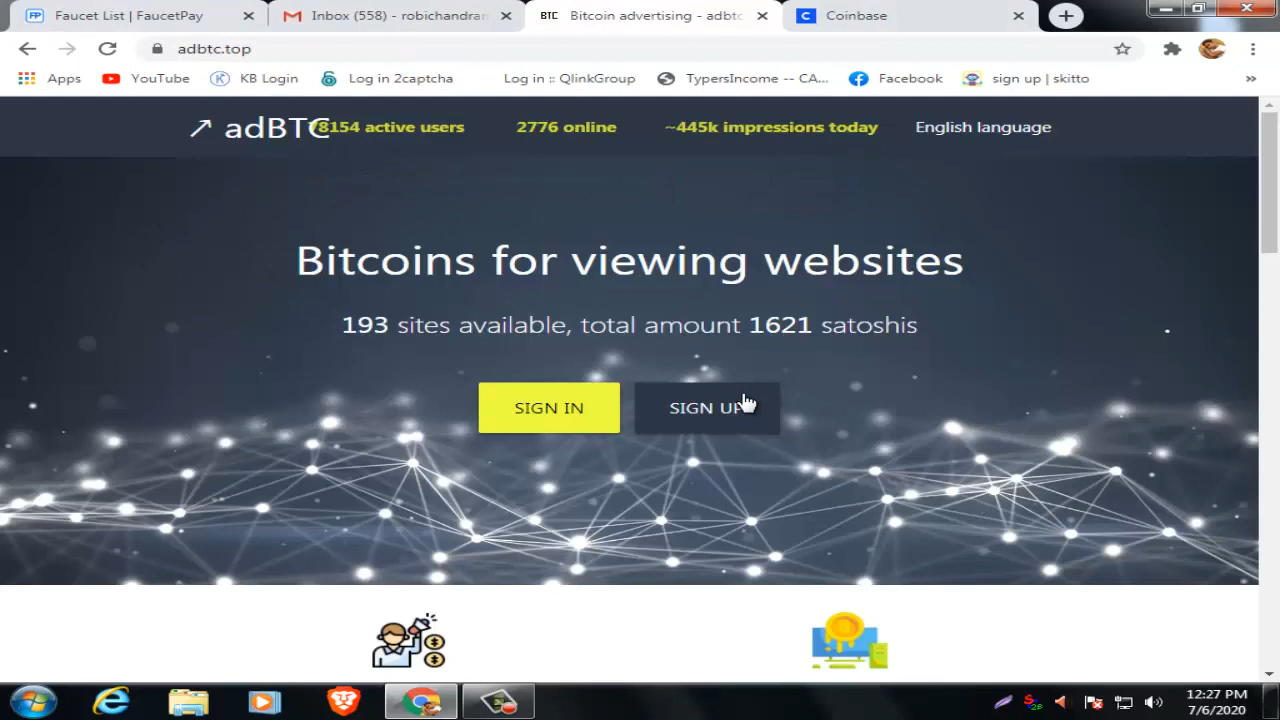 Faucet List | FaucetPay
Inbox (558) - robichandran
BTC Bitcoin advertising - adbtc
Coinbase
adbtc.top
Apps
YouTube
KB Login
Log in 2captcha
Log in :: QlinkGroup
TypersIncome -- CA...
Facebook
sign up | skitto
»
↗ adBTC
78154 active users
2776 online
~445k impressions today
English language
Bitcoins for viewing websites
193 sites available, total amount 1621 satoshis
SIGN IN
SIGN UP
12:27 PM
7/6/2020